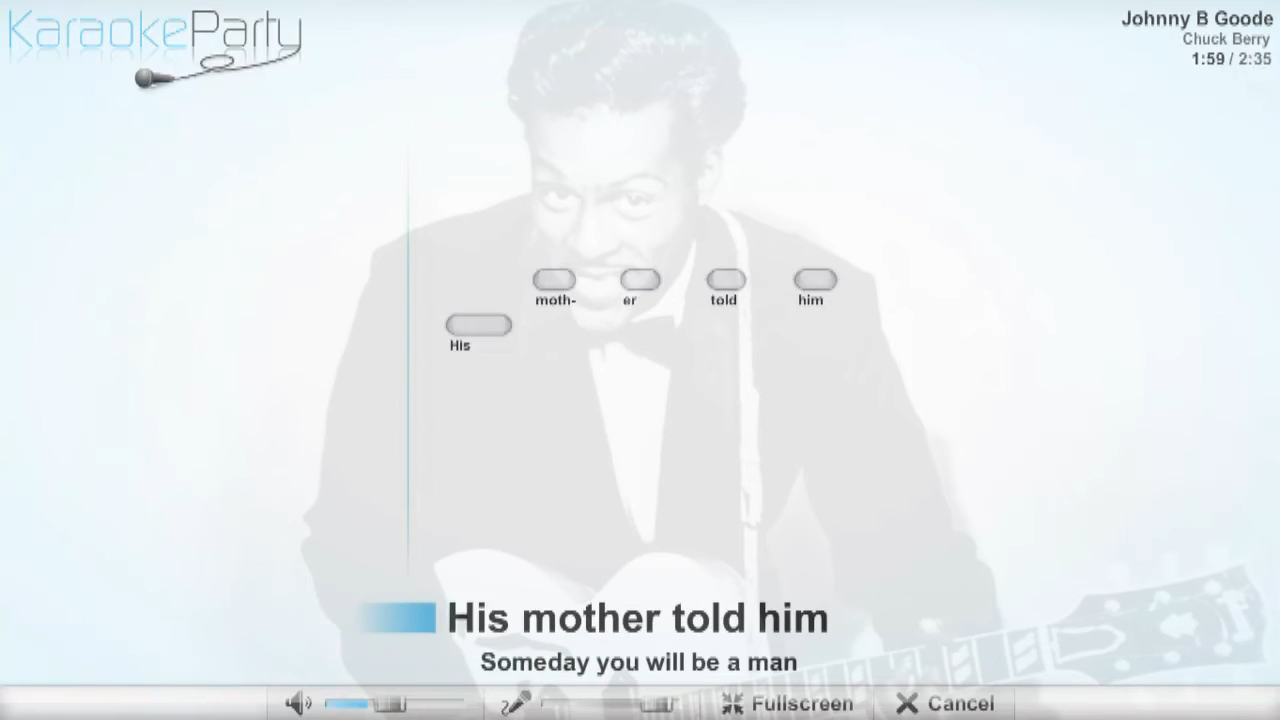 KaraokeParty
Johnny B Goode
Chuck Berry
1:59 / 2:35
moth- er told him
His
His mother told him
Someday you will be a man
Fullscreen
Cancel